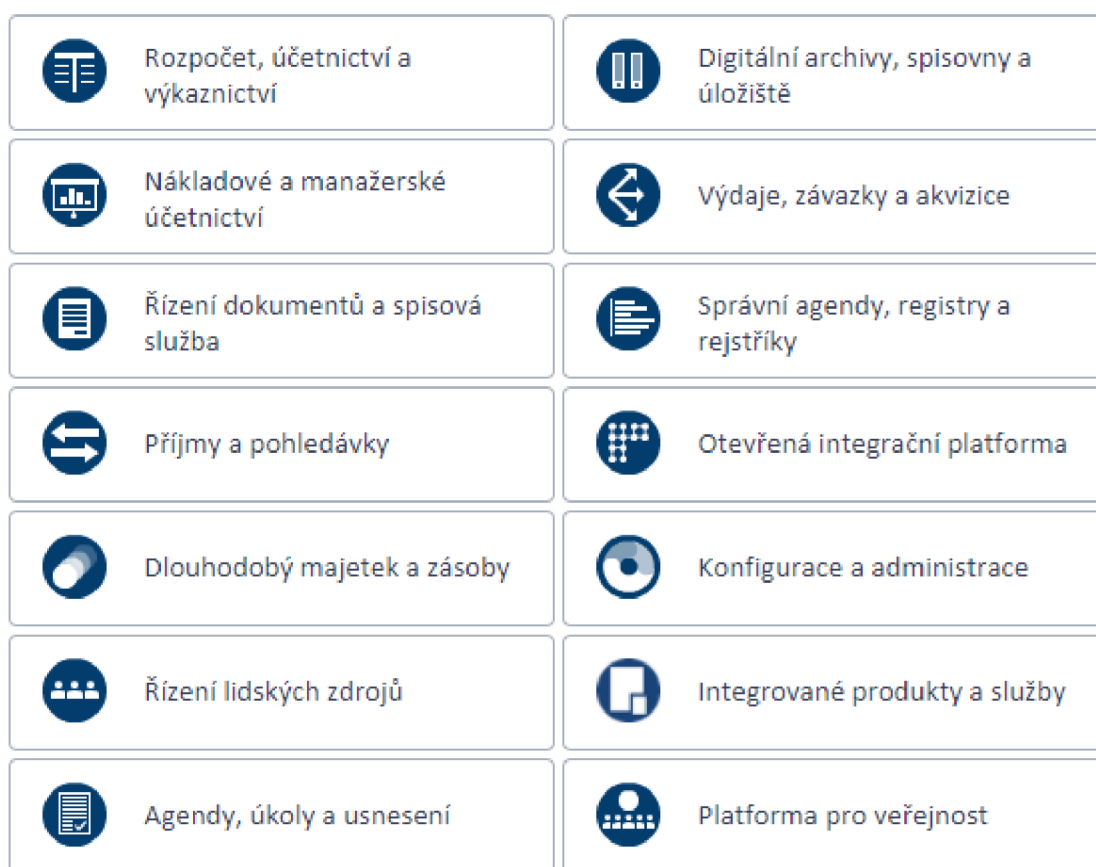 Rozpočet, účetnictví a
výkaznictví
Digitální archivy, spisovny a
úložiště
Nákladové a manažerské
účetnictví
Výdaje, závazky a akvizice
Řízení dokumentů a spisová
služba
Správní agendy, registry a
rejstříky
Příjmy a pohledávky
Otevřená integrační platforma
Dlouhodobý majetek a zásoby
Konfigurace a administrace
Řízení lidských zdrojů
Integrované produkty a služby
Agendy, úkoly a usnesení
Platforma pro veřejnost